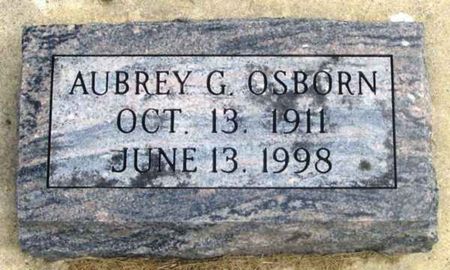 AUBREY G. OSBORN
OCT. 13. 1911
JUNE 13. 1998